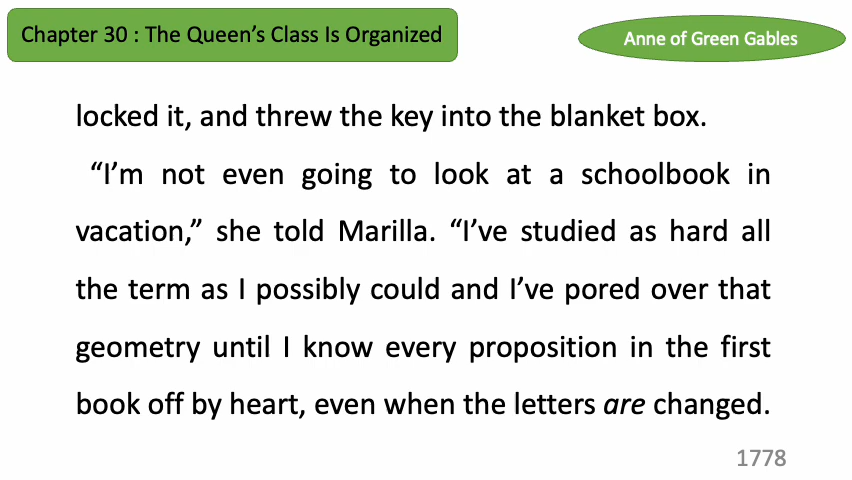 Chapter 30 : The Queen’s Class Is Organized
Anne of Green Gables
locked it, and threw the key into the blanket box.
“I’m not even going to look at a schoolbook in
vacation,” she told Marilla. “I’ve studied as hard all
the term as I possibly could and I’ve pored over that
geometry until I know every proposition in the first
book off by heart, even when the letters are changed.
1778